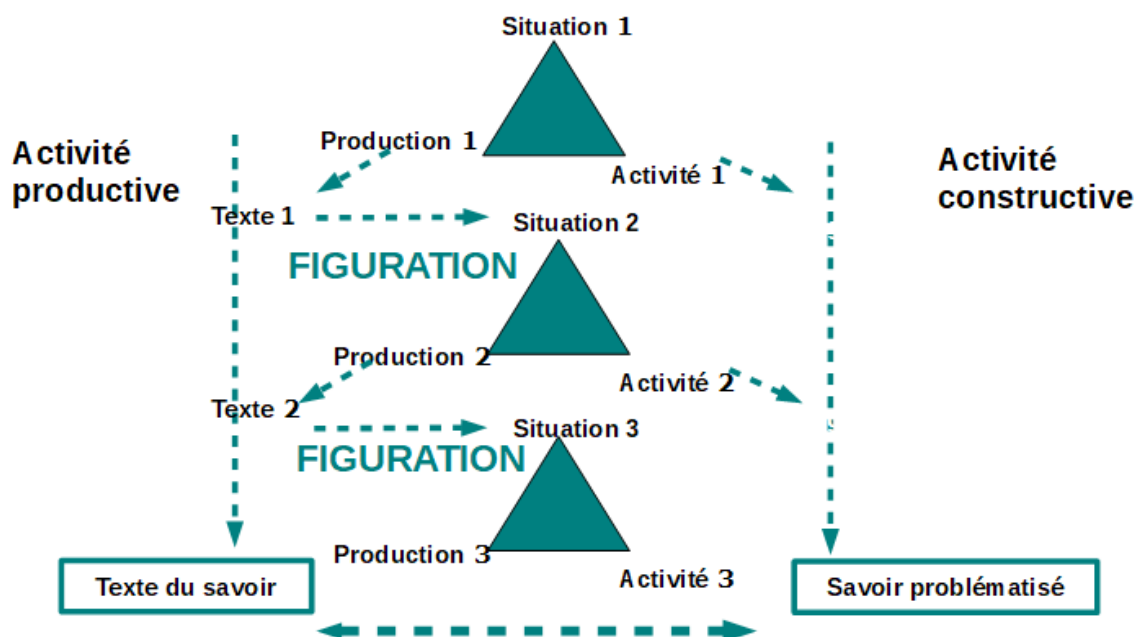 Situation 1
Activité
productive
Production 1
Activité
constructive
Activité 1
Texte 1
Situation 2
FIGURATION
Production 2
Activité 2
Texte 2
Situation 3
FIGURATION
Production 3
Activité 3
Texte du savoir
Savoir problématisé